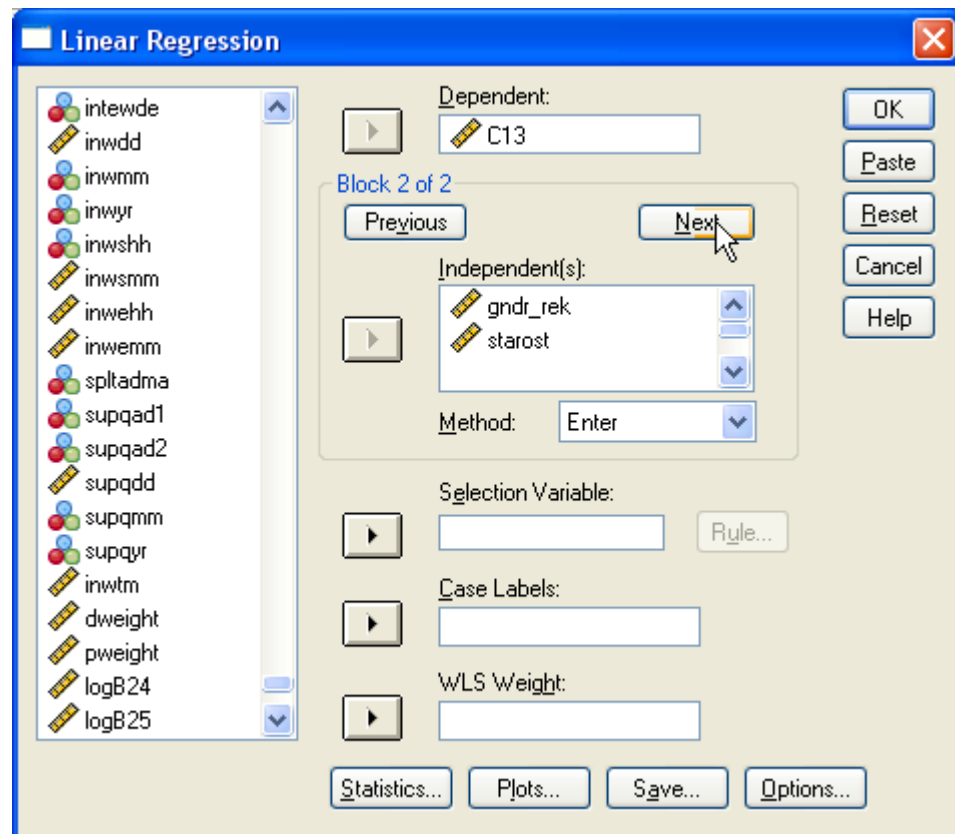 Linear Regression
intewde
inwdd
inwmm
inwyr
inwshh
inwsmm
inwehh
inwemm
spltadma
supqad1
supqad2
supqdd
supqmm
supqyr
inwtm
dweight
pweight
logB24
logB25
Dependent:
C13
Block 2 of 2
Previous
Next
Independent(s):
gndr_rek
starost
Method:
Enter
Selection Variable:
Rule...
Case Labels:
WLS Weight:
Statistics...
Plots...
Save...
Options...
OK
Paste
Reset
Cancel
Help